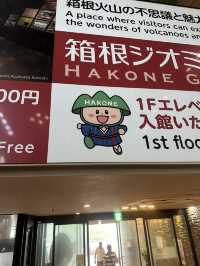 箱根火山の不思議と魅
A place where visitors can ex
the wonders of volcanoes an
箱根ジオミ
HAKONE G
00円
Free
HAKONE
1Fエレベ
入館いた
1st floo